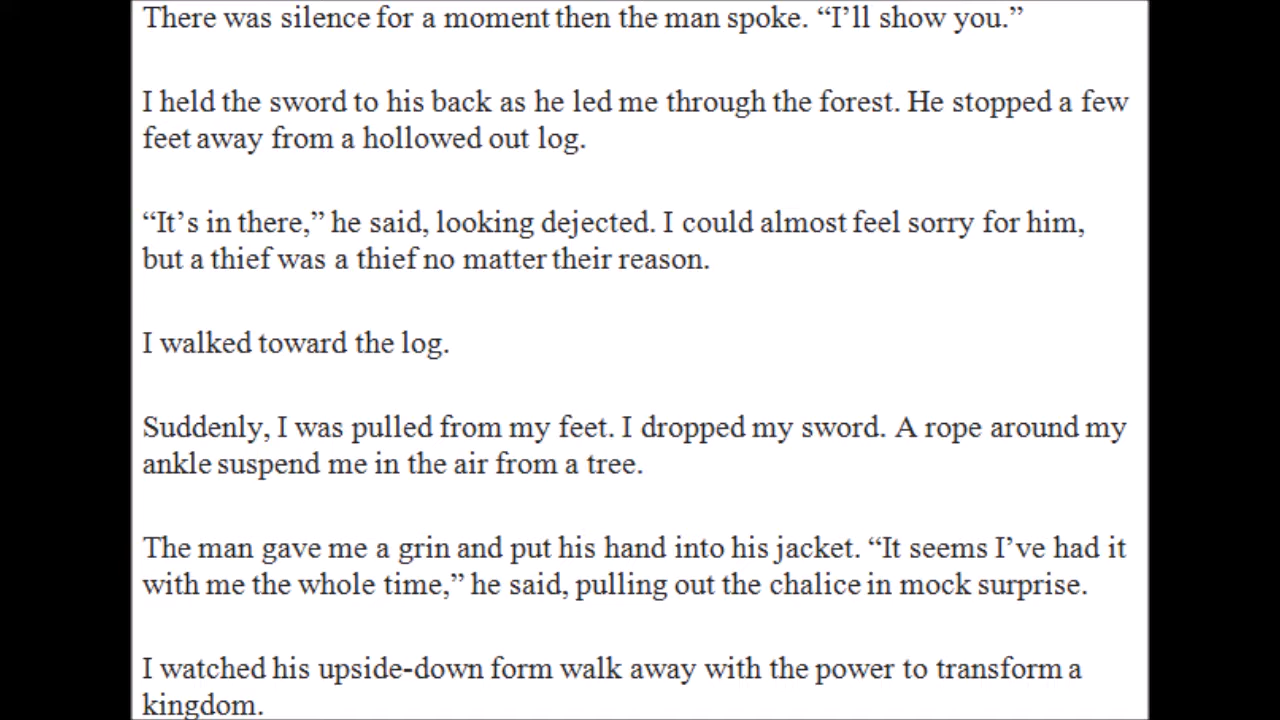 There was silence for a moment then the man spoke. “I’ll show you.”
I held the sword to his back as he led me through the forest. He stopped a few
feet away from a hollowed out log.
“It’s in there,” he said, looking dejected. I could almost feel sorry for him,
but a thief was a thief no matter their reason.
I walked toward the log.
Suddenly, I was pulled from my feet. I dropped my sword. A rope around my
ankle suspend me in the air from a tree.
The man gave me a grin and put his hand into his jacket. “It seems I’ve had it
with me the whole time,” he said, pulling out the chalice in mock surprise.
I watched his upside-down form walk away with the power to transform a
kingdom.